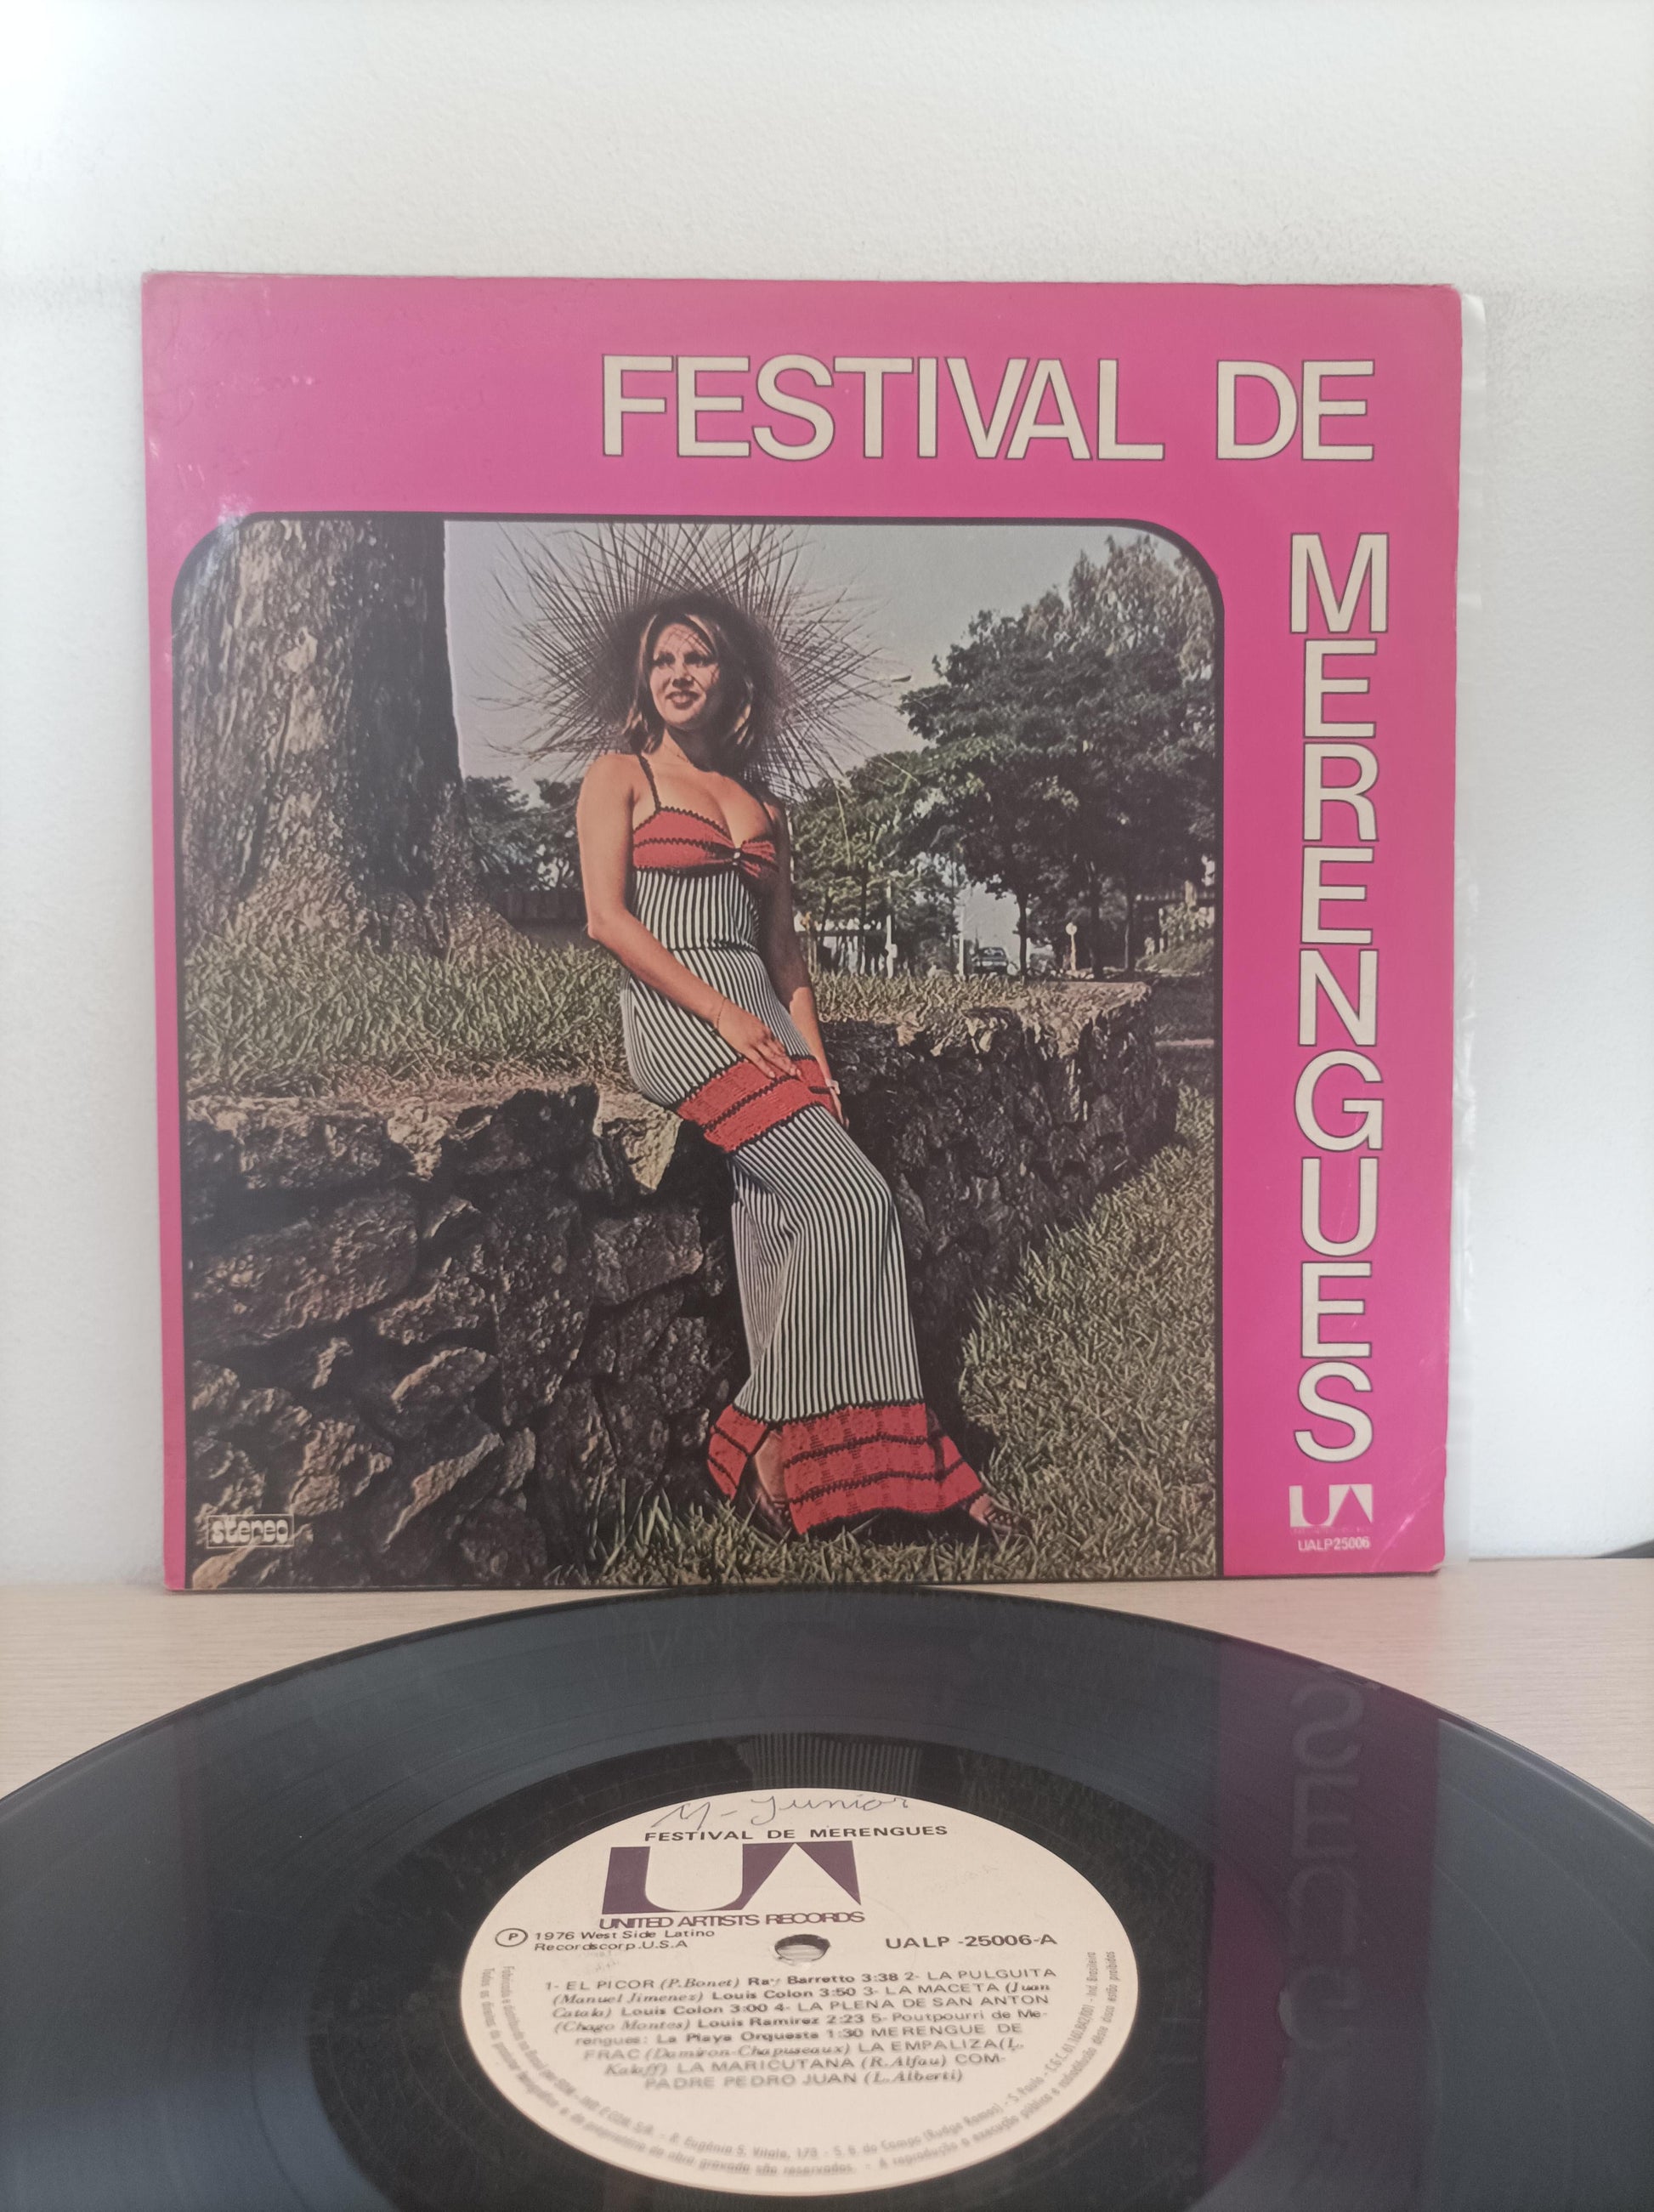 FESTIVAL DE
MERENGUES
stereo
UA
UALP25006
M-Junior
FESTIVAL DE MERENGUES
UA
UNITED ARTISTS RECORDS
P 1976 West Side Latino
Recordscorp.U.S.A
UALP -25006-A
1- EL PICOR (P.Bonet) Ray Barretto 3:38 2- LA PULGUITA
(Manuel Jimenez) Louis Colon 3:50 3- LA MACETA (Juan
Catala) Louis Colon 3:00 4- LA PLENA DE SAN ANTON
(Chago Montes) Louis Ramirez 2:23 5- Poutpourri de Me-
rengues: La Playa Orquesta 1:30 MERENGUE DE
FRAC (Damiron-Chapuseaux) LA EMPALIZA(L.
Kalaff) LA MARICUTANA (R.Alfau) COM-
PADRE PEDRO JUAN (L.Alberti)